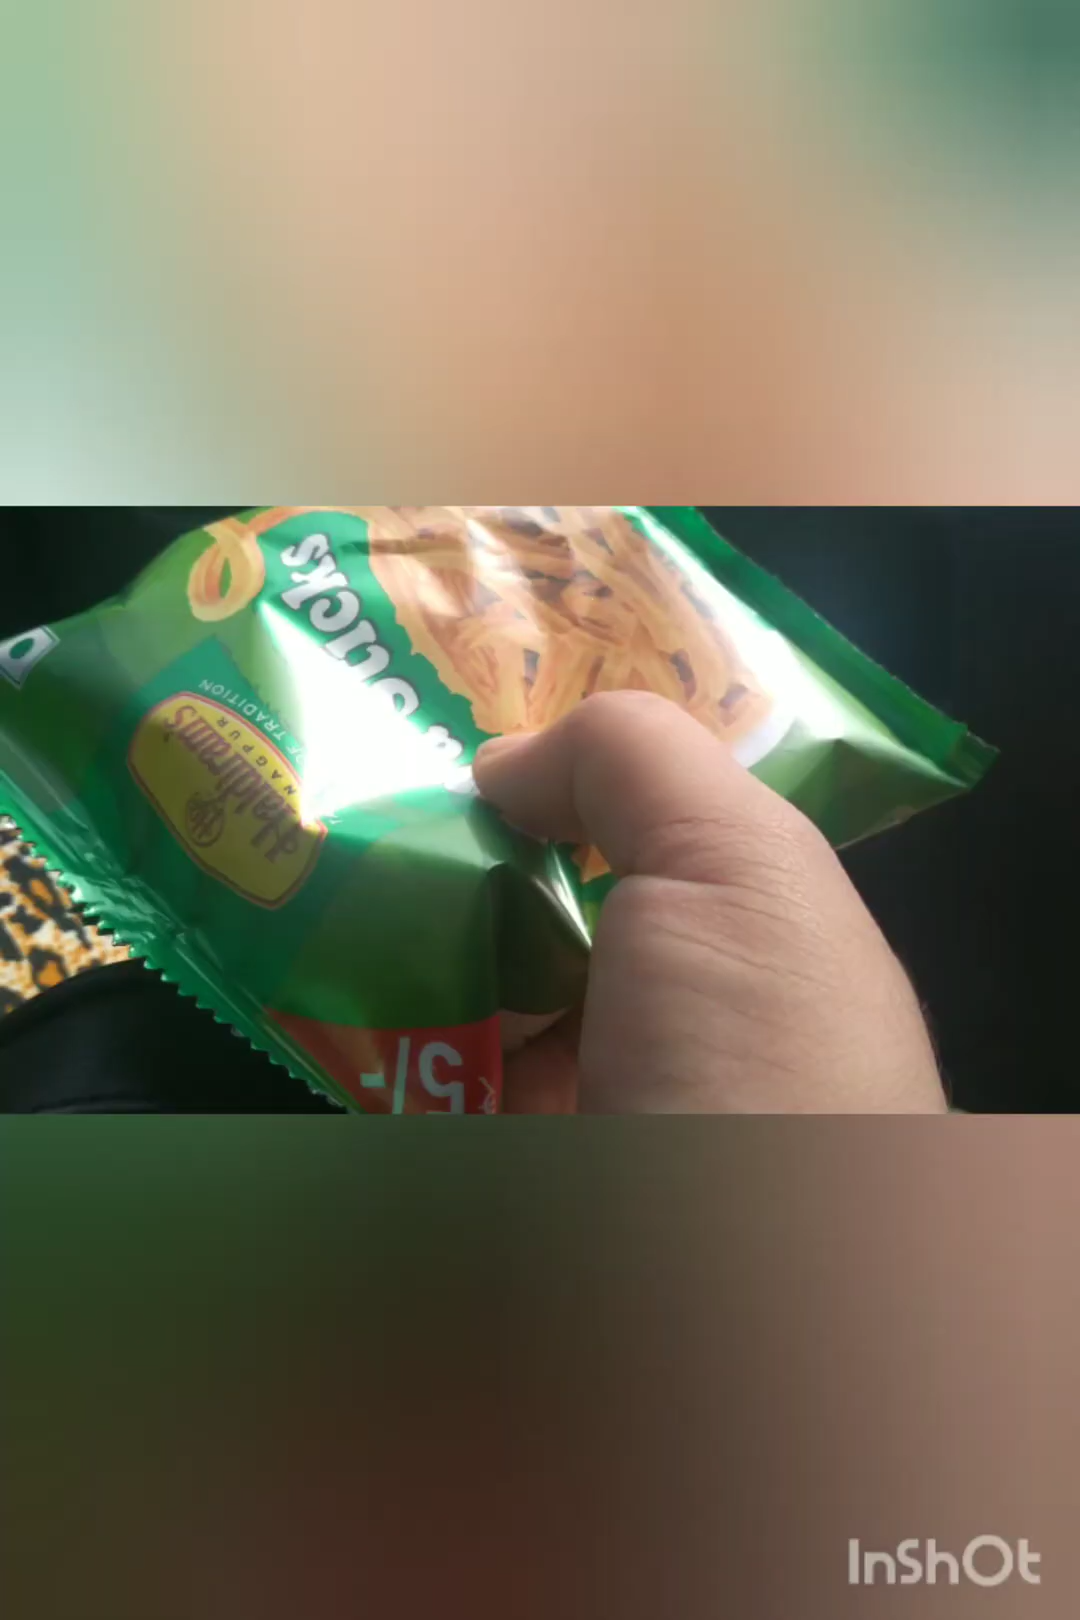 Haldiram's
NAGPUR
OF TRADITION
Sticks
5/-
InShOt